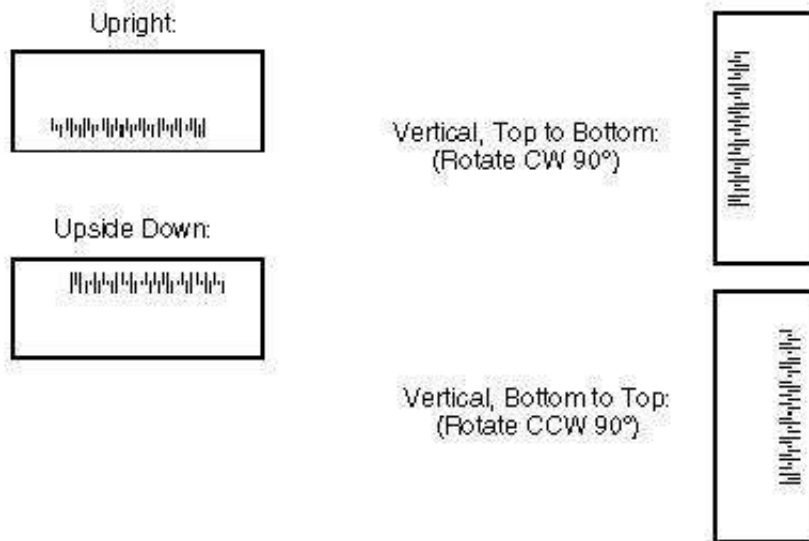 Upright:
Upside Down:
Vertical, Top to Bottom:
(Rotate CW 90°)
Vertical, Bottom to Top:
(Rotate CCW 90°)